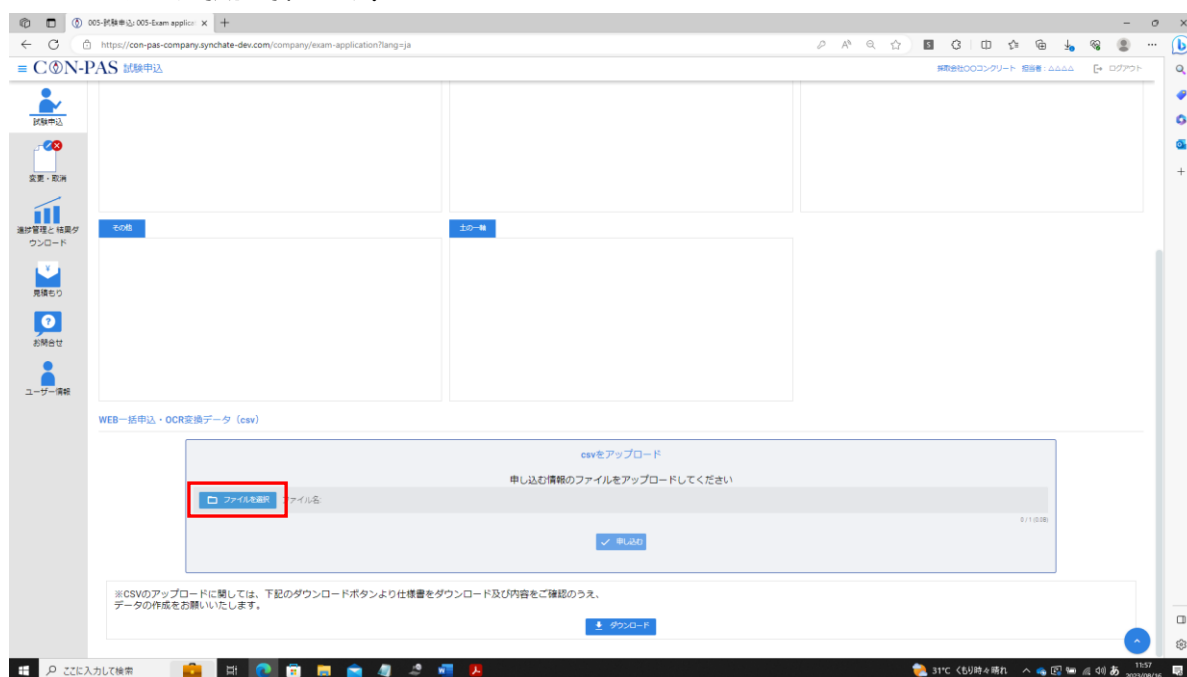 005-試験申込: 005-Exam applica
https://con-pas-company.synchate-dev.com/company/exam-application?lang=ja
CON-PAS 試験申込
採取会社〇〇コンクリート 担当者：△△△△
ログアウト
試験申込
変更・取消
進捗管理と結果ダ
ウンロード
見積もり
お問合せ
ユーザー情報
その他
土の一軸
WEB一括申込・OCR変換データ（csv）
csvをアップロード
申し込む情報のファイルをアップロードしてください
ファイルを選択
ファイル名
0 / 1 (0.0B)
申し込む
※CSVのアップロードに関しては、下記のダウンロードボタンより仕様書をダウンロード及び内容をご確認のうえ、
データの作成をお願いいたします。
ダウンロード
ここに入力して検索
31°C くもり時々晴れ
あ
11:57
2023/08/16